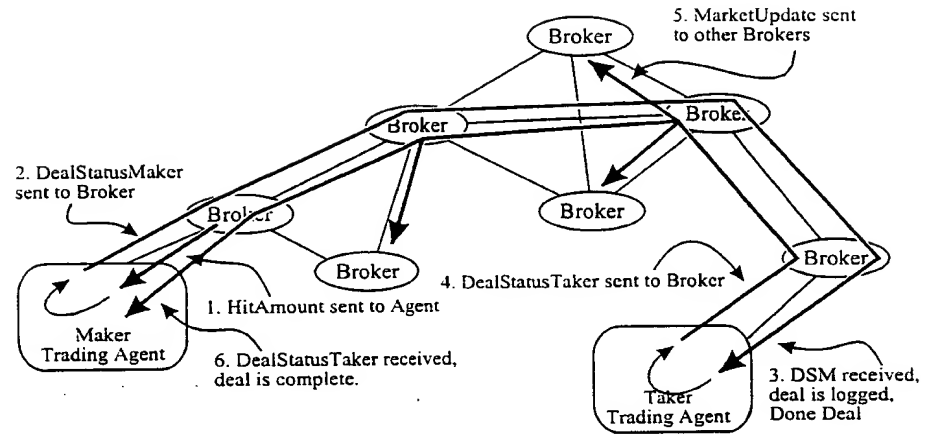 5. MarketUpdate sent
to other Brokers
Broker
Broker
Broker
2. DealStatusMaker
sent to Broker
Broker
Broker
Broker
4. DealStatusTaker sent to Broker
Broker
1. HitAmount sent to Agent
Maker
Trading Agent
6. DealStatusTaker received,
deal is complete.
3. DSM received,
deal is logged,
Done Deal
Taker
Trading Agent